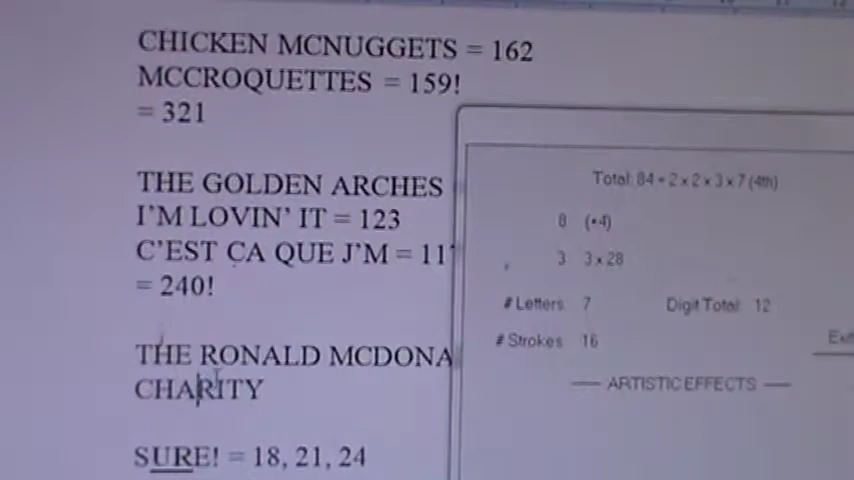 CHICKEN MCNUGGETS = 162
MCCROQUETTES = 159!
= 321
THE GOLDEN ARCHES
I'M LOVIN' IT = 123
C'EST ÇA QUE J'M = 11
= 240!
THE RONALD MCDONA
CHARITY
SURE! = 18, 21, 24
Total: 84 = 2 x 2 x 3 x 7 (4th)
8 (•4)
3 3 x 28
# Letters 7 Digit Total: 12
# Strokes 16
ARTISTIC EFFECTS